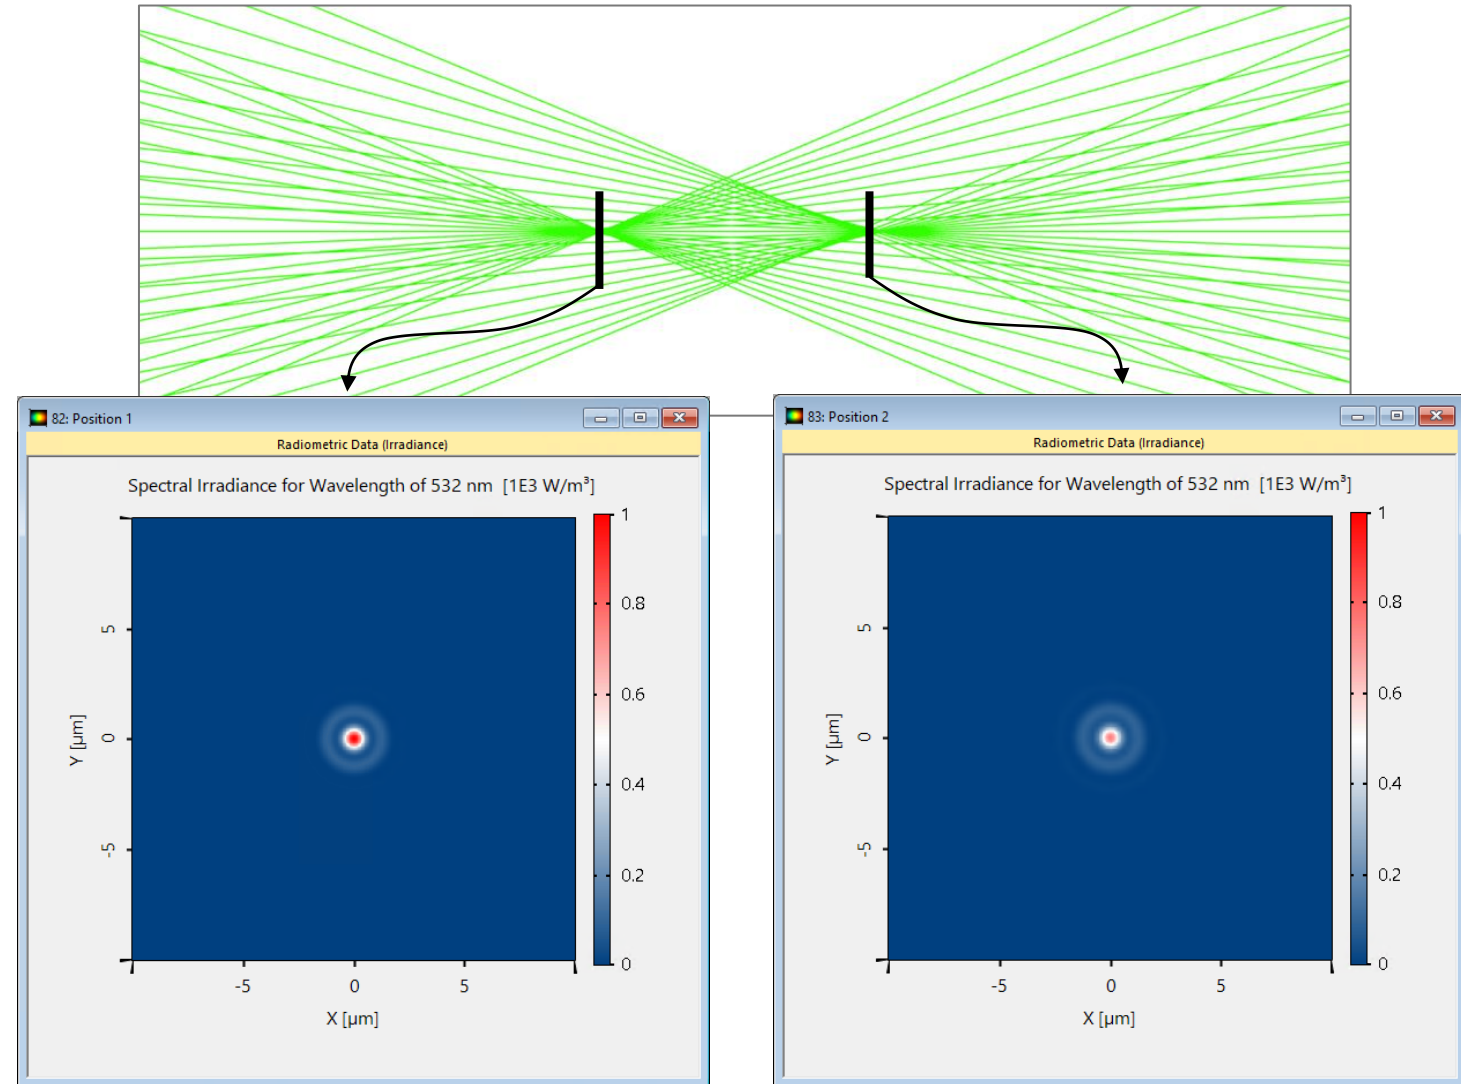 82: Position 1
Radiometric Data (Irradiance)
Spectral Irradiance for Wavelength of 532 nm  [1E3 W/m³]
1
0.8
0.6
0.4
0.2
0
5
0
-5
Y [µm]
-5
0
5
X [µm]
83: Position 2
Radiometric Data (Irradiance)
Spectral Irradiance for Wavelength of 532 nm  [1E3 W/m³]
1
0.8
0.6
0.4
0.2
0
5
0
-5
Y [µm]
-5
0
5
X [µm]